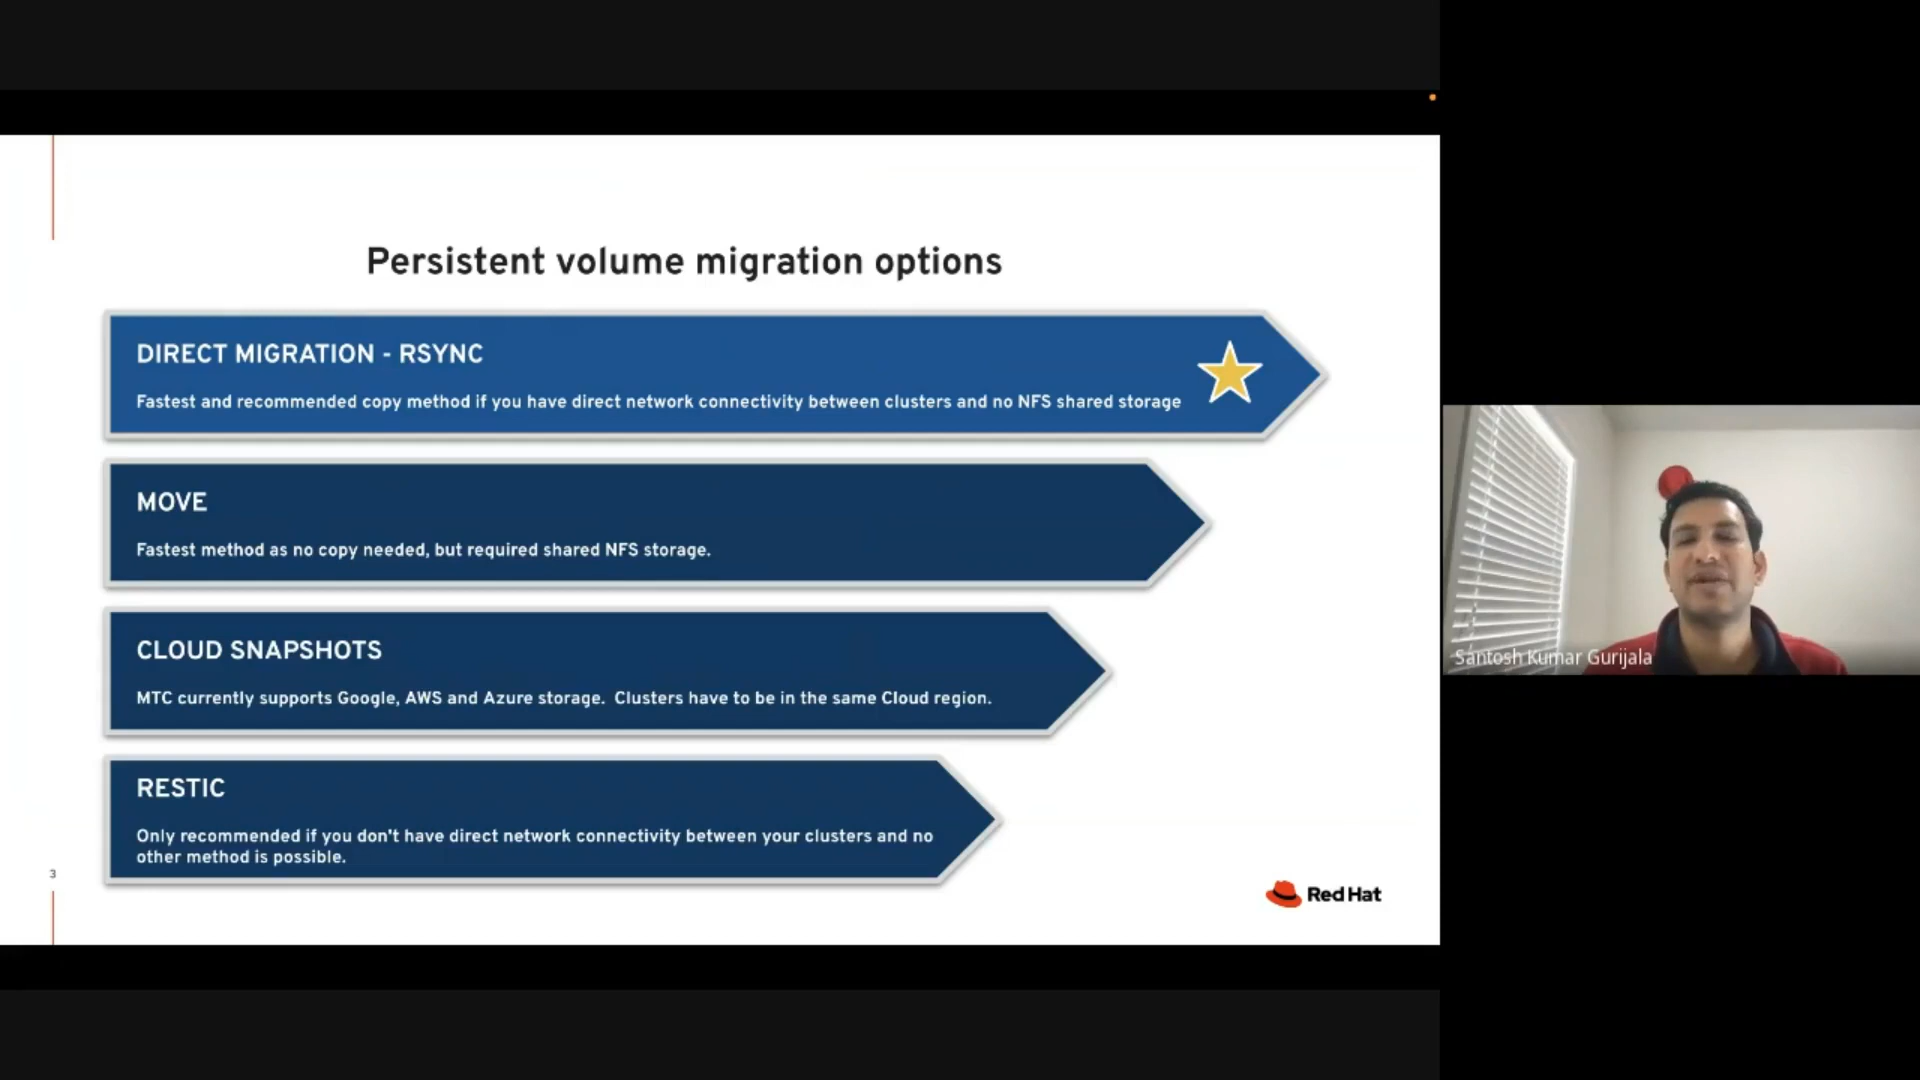 Persistent volume migration options
DIRECT MIGRATION - RSYNC
Fastest and recommended copy method if you have direct network connectivity between clusters and no NFS shared storage
MOVE
Fastest method as no copy needed, but required shared NFS storage.
CLOUD SNAPSHOTS
MTC currently supports Google, AWS and Azure storage.  Clusters have to be in the same Cloud region.
RESTIC
Only recommended if you don't have direct network connectivity between your clusters and no
other method is possible.
3
Red Hat
Santosh Kumar Gurijala